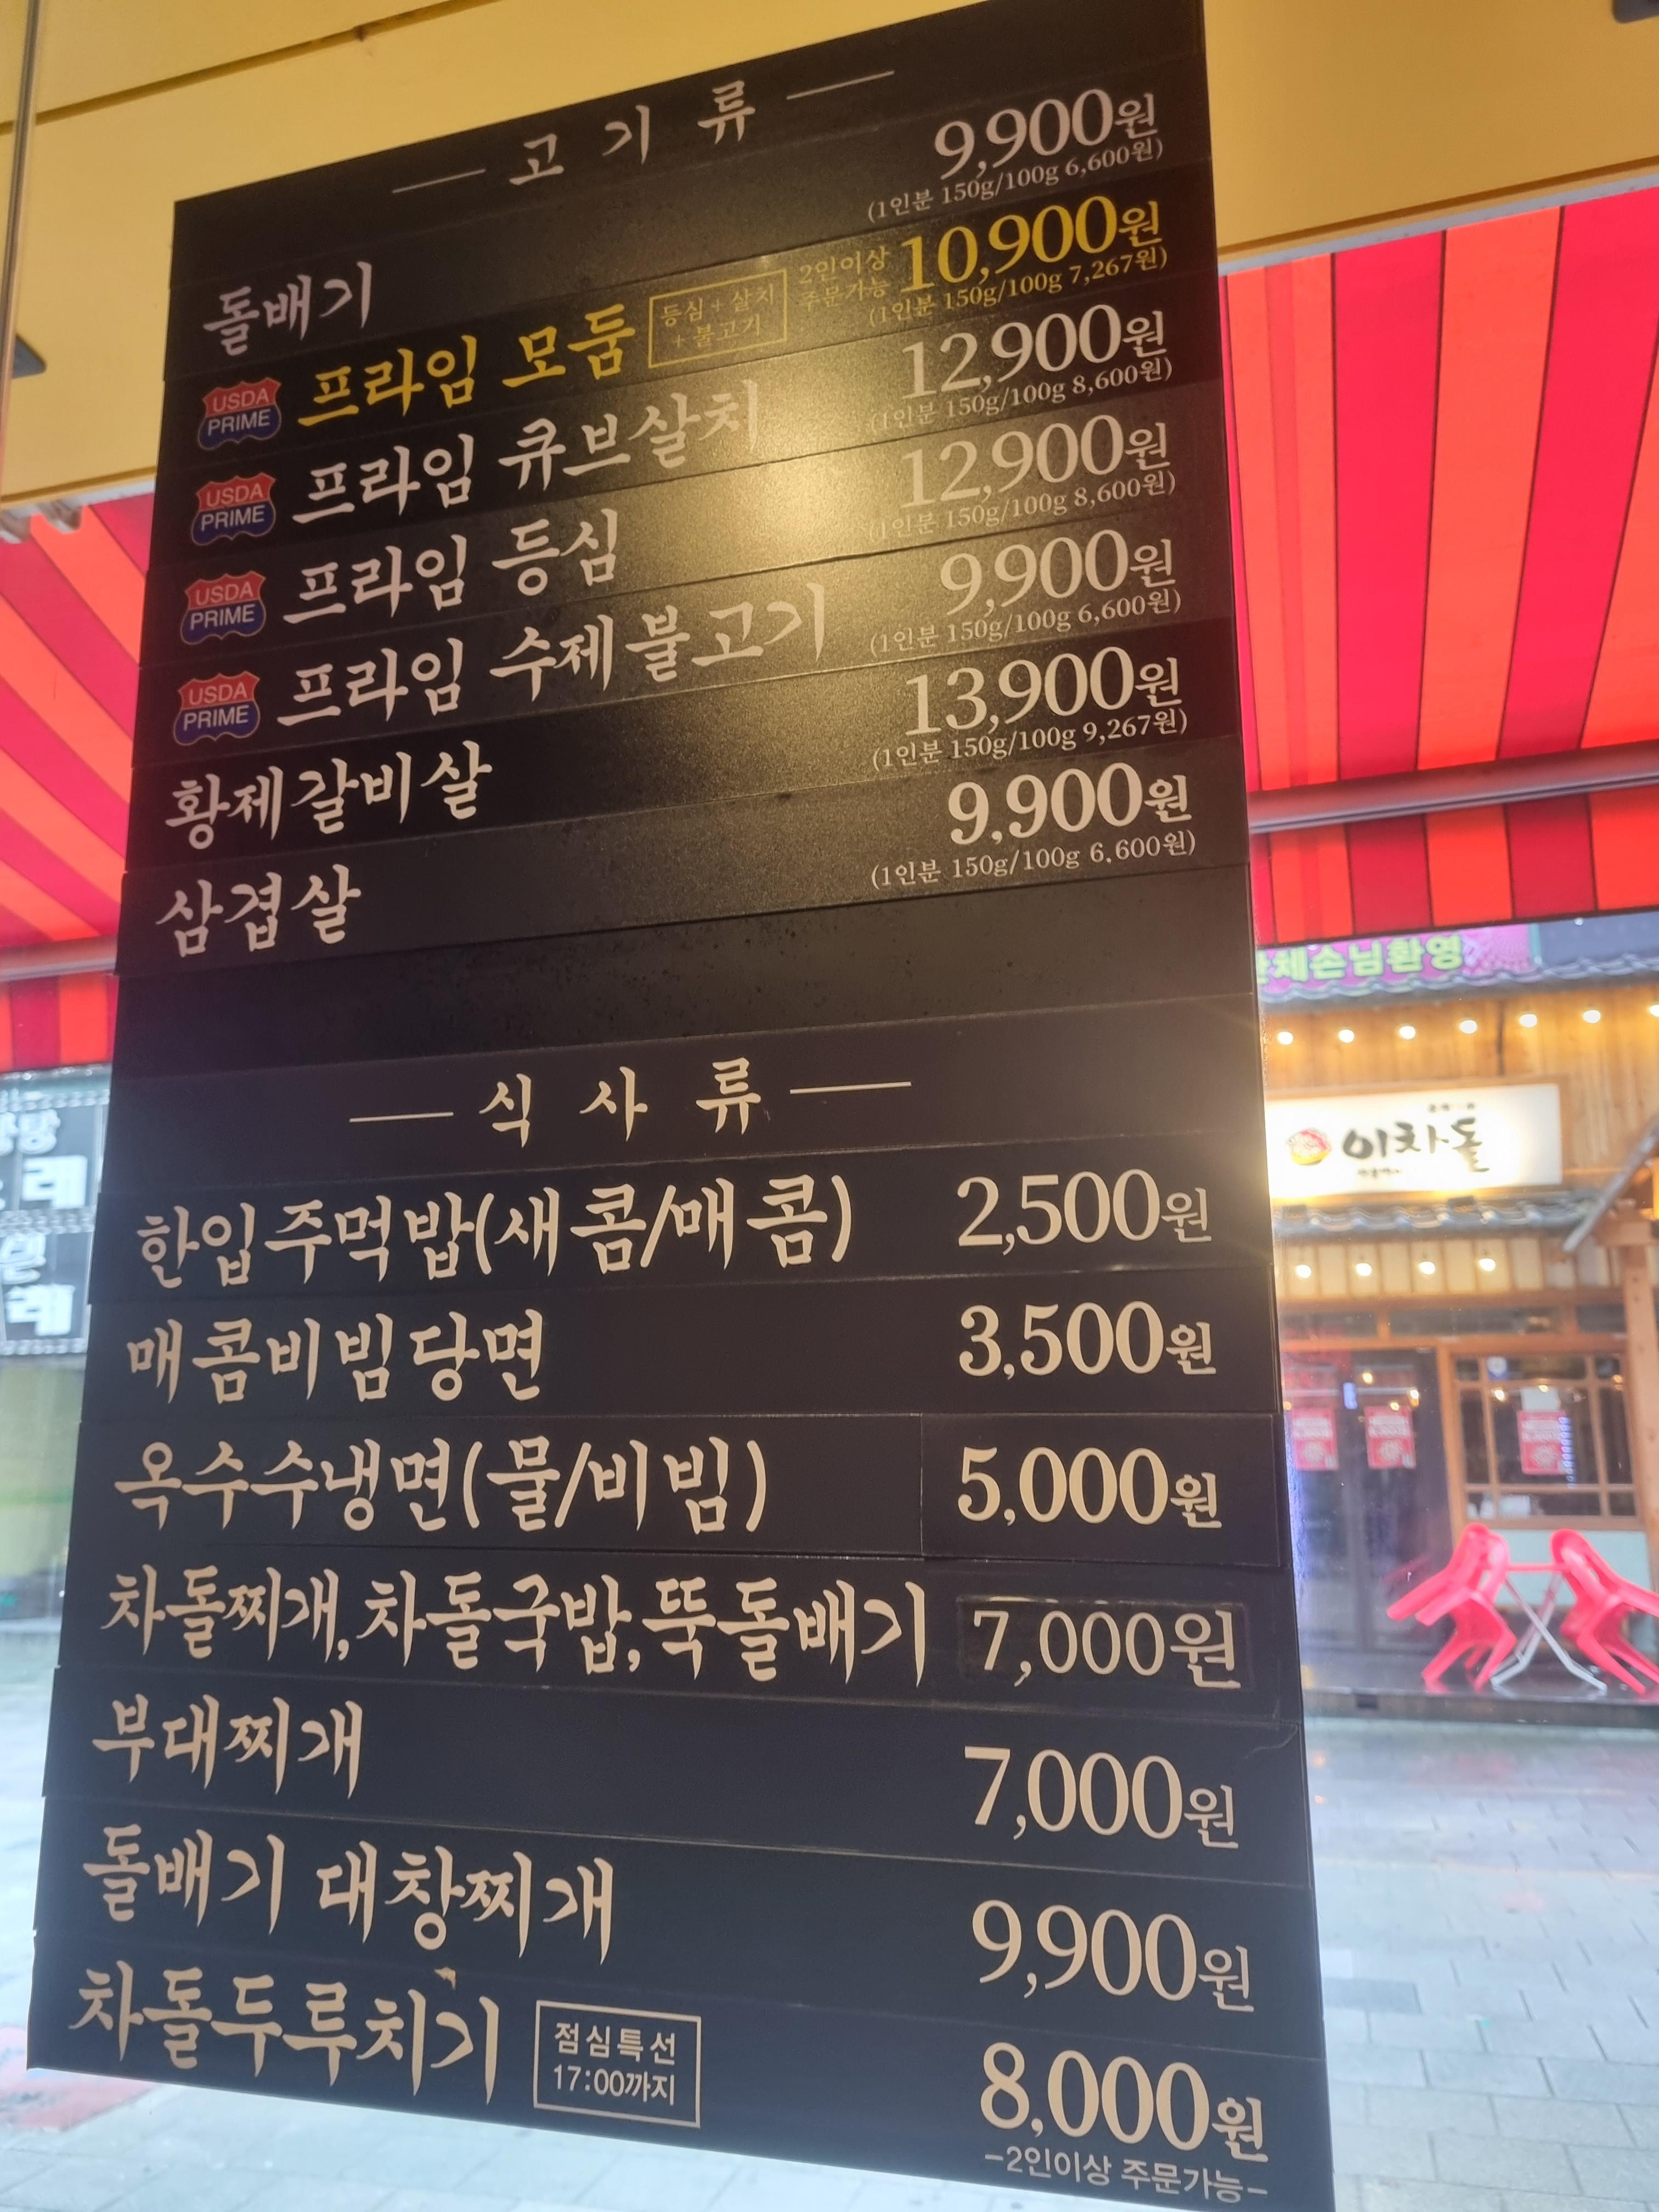 고기류
돌배기 9,900원
(1인분 150g/100g 6,600원)
USDA PRIME 프라임 모둠 등심+살치+불고기 2인이상 주문가능 10,900원
(1인분 150g/100g 7,267원)
USDA PRIME 프라임 큐브살치 12,900원
(1인분 150g/100g 8,600원)
USDA PRIME 프라임 등심 12,900원
(1인분 150g/100g 8,600원)
USDA PRIME 프라임 수제불고기 9,900원
(1인분 150g/100g 6,600원)
황제갈비살 13,900원
(1인분 150g/100g 9,267원)
삼겹살 9,900원
(1인분 150g/100g 6,600원)
식사류
한입주먹밥(새콤/매콤) 2,500원
매콤비빔당면 3,500원
옥수수냉면(물/비빔) 5,000원
차돌찌개,차돌국밥,뚝돌배기 7,000원
부대찌개 7,000원
돌배기 대창찌개 9,900원
차돌두루치기 점심특선 17:00까지 8,000원
-2인이상 주문가능-
체손님환영
이차돌